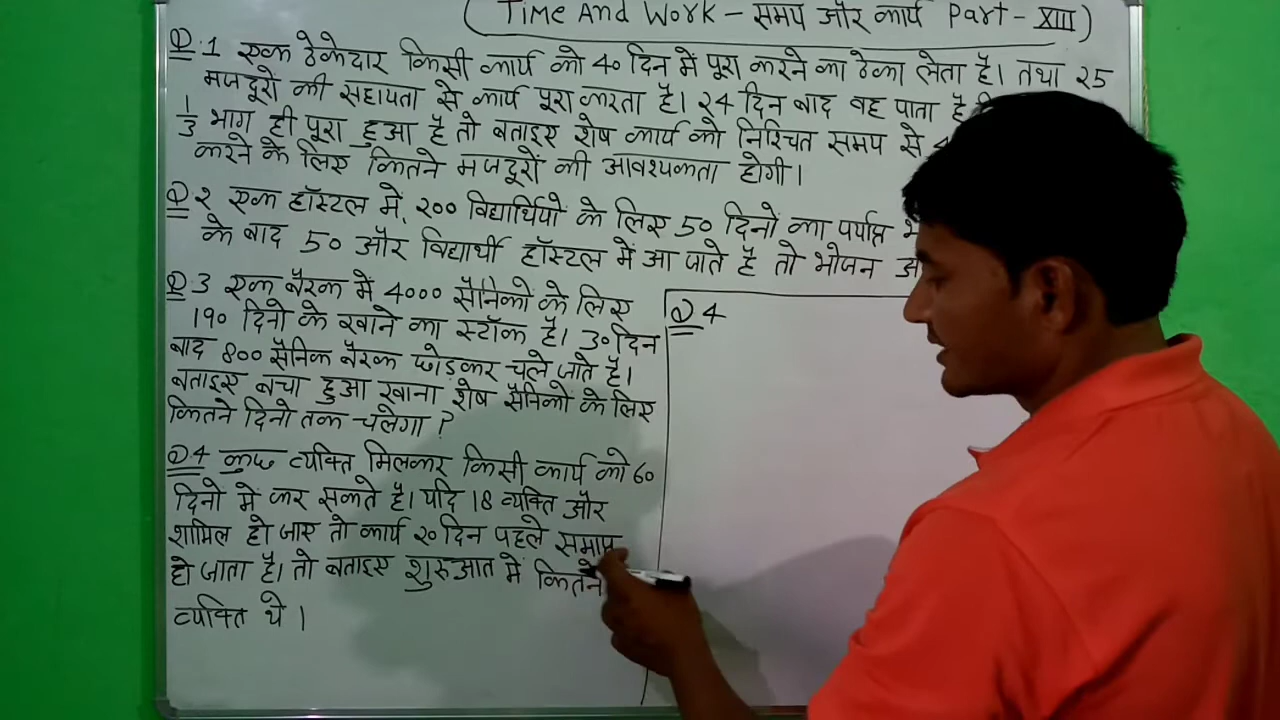 (Time And Work - समय और कार्य Part - XIII)
Q.1 एक ठेकेदार किसी कार्य को 40 दिन में पूरा करने का ठेका लेता है। तथा 25
मजदूरो की सहायता से कार्य पूरा करता है। 24 दिन बाद वह पाता है
1/3 भाग ही पूरा हुआ है तो बताइए शेष कार्य को निश्चित समय से 4
करने के लिए कितने मजदूरों की आवश्यकता होगी।
Q 2 एक हॉस्टल में, 200 विद्यार्थियों के लिए 50 दिनों का पर्याप्त
के बाद 50 और विद्यार्थी हॉस्टल में आ जाते है तो भोजन
Q 3 एक बैरक में 4000 सैनिकों के लिए
190 दिनो के खाने का स्टॉक है। 30 दिन
बाद 800 सैनिक बैरक छोड़कर चले जाते है।
बताइए बचा हुआ खाना शेष सैनिकों के लिए
कितने दिनो तक चलेगा ?
Q4 कुछ व्यक्ति मिलकर किसी कार्य को 60
दिनो मे कर सकते है। यदि 18 व्यक्ति और
शामिल हो जाए तो कार्य 20 दिन पहले समाप्त
हो जाता है। तो बताइए शुरुआत में कितने
व्यक्ति थे।
Q 4